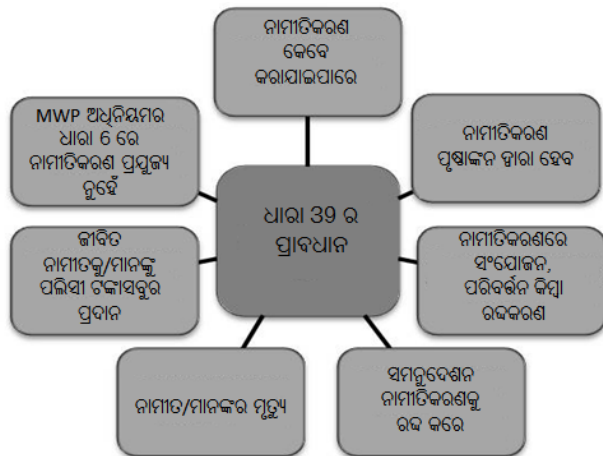 ନାମୀତିକରଣ
କେବେ
କରାଯାଇପାରେ
MWP ଅଧିନିୟମର
ଧାରା 6 ରେ
ନାମୀତିକରଣ ପ୍ରଯୁଜ୍ୟ
ନୁହେଁ
ନାମୀତିକରଣ
ପୃଷାଙ୍କନ ଦ୍ୱାରା ହେବ
ଧାରା 39 ର
ପ୍ରାବଧାନ
ଜୀବିତ
ନାମୀତକୁ/ମାନଙ୍କୁ
ପଲିସୀ ଟଙ୍କାସବୁର
ପ୍ରଦାନ
ନାମୀତିକରଣରେ
ସଂଯୋଜନ,
ପରିବର୍ତ୍ତନ କିମ୍ବା
ରଦ୍ଦକରଣ
ନାମୀତ/ମାନଙ୍କର ମୃତ୍ୟୁ
ସମନୁଦେଶନ
ନାମୀତିକରଣକୁ
ରଦ୍ଦ କରେ